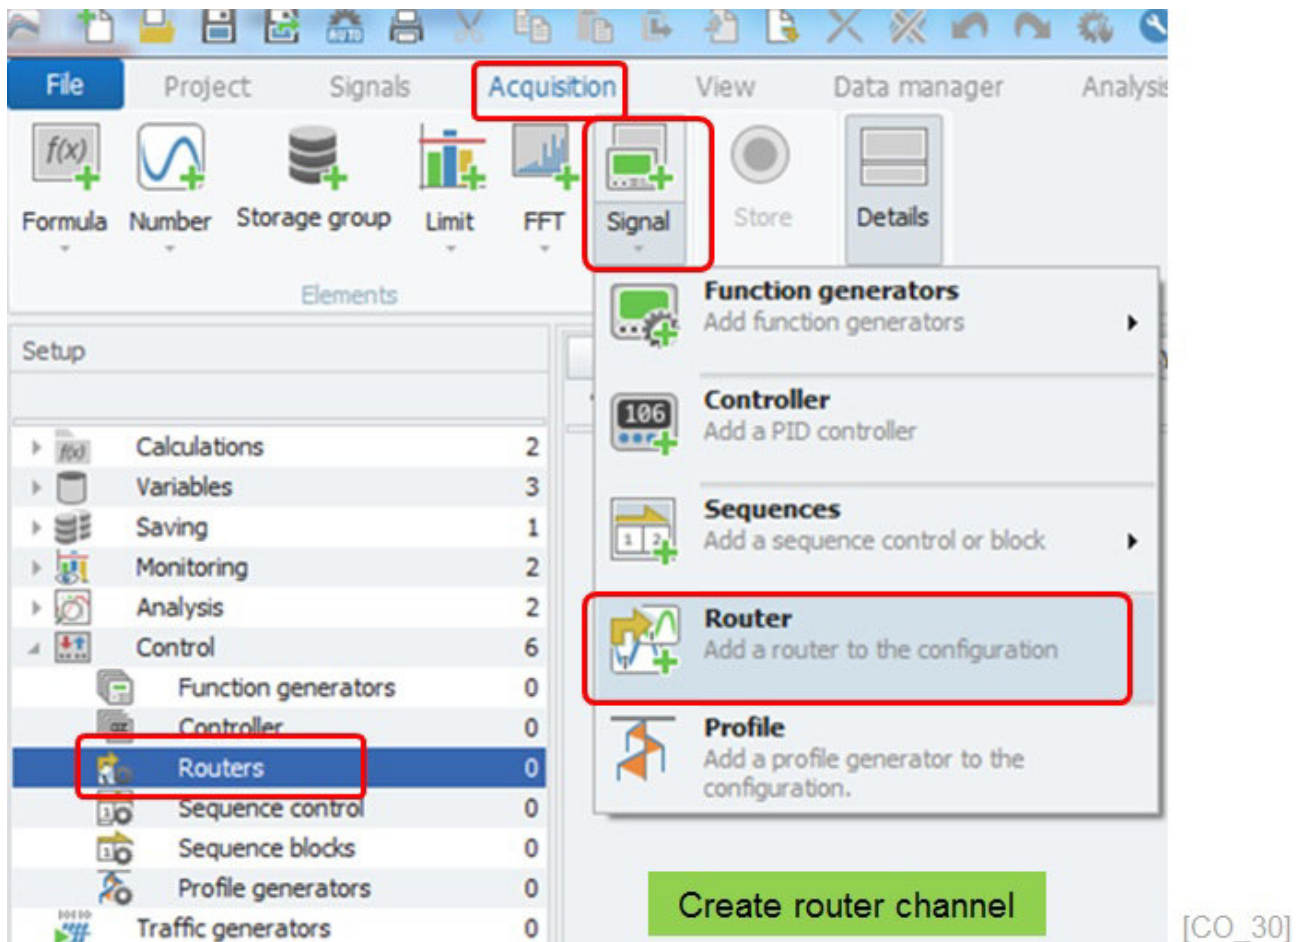 AUTO
File Project Signals Acquisition View Data manager Analysis
f(x)
Formula Number Storage group Limit FFT Signal Store Details
Elements
Setup
f(x) Calculations 2
Variables 3
Saving 1
Monitoring 2
Analysis 2
Control 6
Function generators 0
Controller 0
Routers 0
Sequence control 0
Sequence blocks 0
Profile generators 0
Traffic generators 0
Function generators
Add function generators
106
Controller
Add a PID controller
Sequences
1 2 Add a sequence control or block
Router
Add a router to the configuration
Profile
Add a profile generator to the
configuration.
Create router channel
[CO_30]